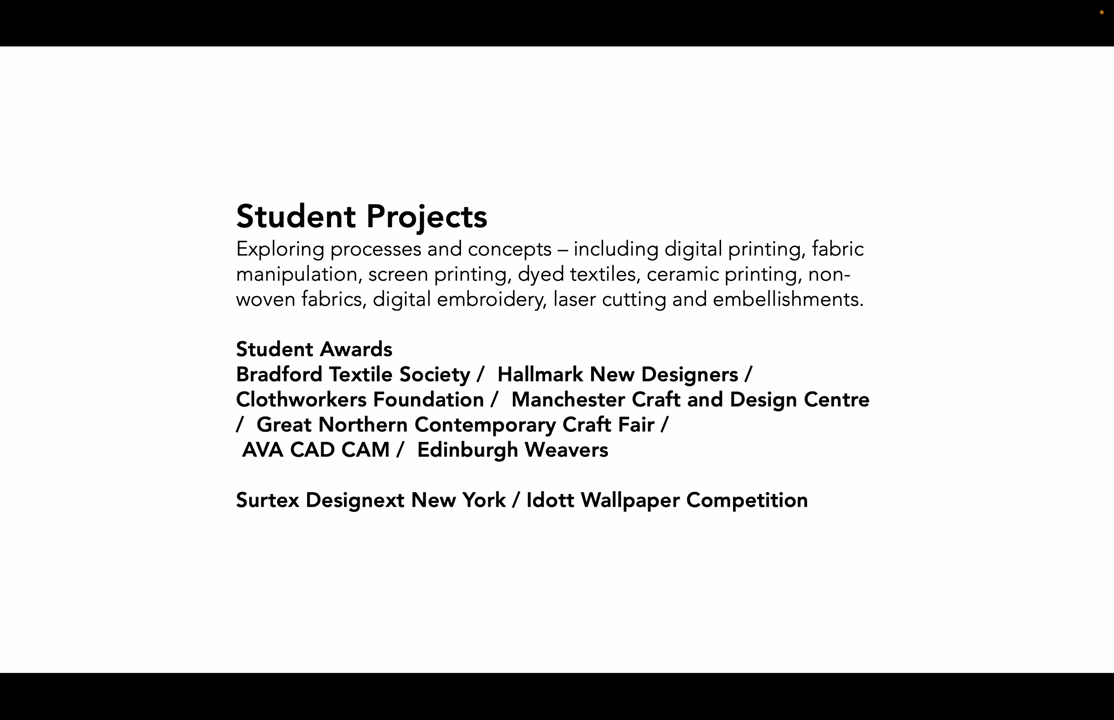 Student Projects
Exploring processes and concepts – including digital printing, fabric
manipulation, screen printing, dyed textiles, ceramic printing, non-
woven fabrics, digital embroidery, laser cutting and embellishments.
Student Awards
Bradford Textile Society /  Hallmark New Designers /
Clothworkers Foundation /  Manchester Craft and Design Centre
/  Great Northern Contemporary Craft Fair /
AVA CAD CAM /  Edinburgh Weavers
Surtex Designext New York / Idott Wallpaper Competition